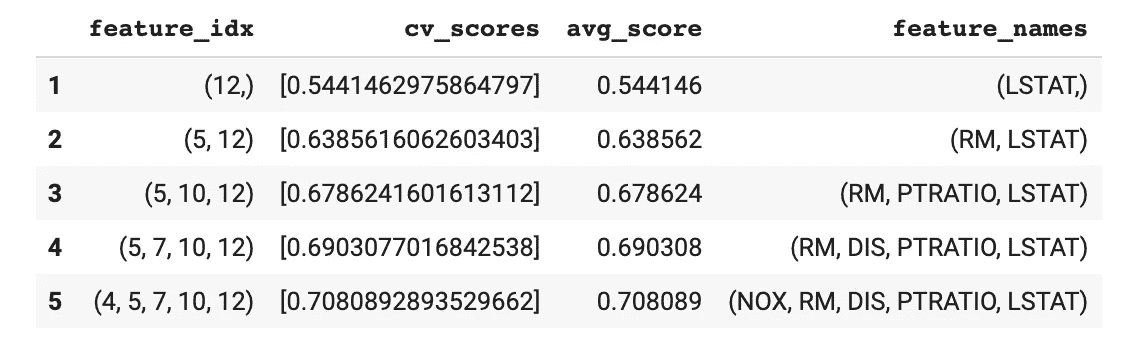 feature_idx cv_scores avg_score feature_names
1 (12,) [0.5441462975864797] 0.544146 (LSTAT,)
2 (5, 12) [0.6385616062603403] 0.638562 (RM, LSTAT)
3 (5, 10, 12) [0.6786241601613112] 0.678624 (RM, PTRATIO, LSTAT)
4 (5, 7, 10, 12) [0.6903077016842538] 0.690308 (RM, DIS, PTRATIO, LSTAT)
5 (4, 5, 7, 10, 12) [0.7080892893529662] 0.708089 (NOX, RM, DIS, PTRATIO, LSTAT)